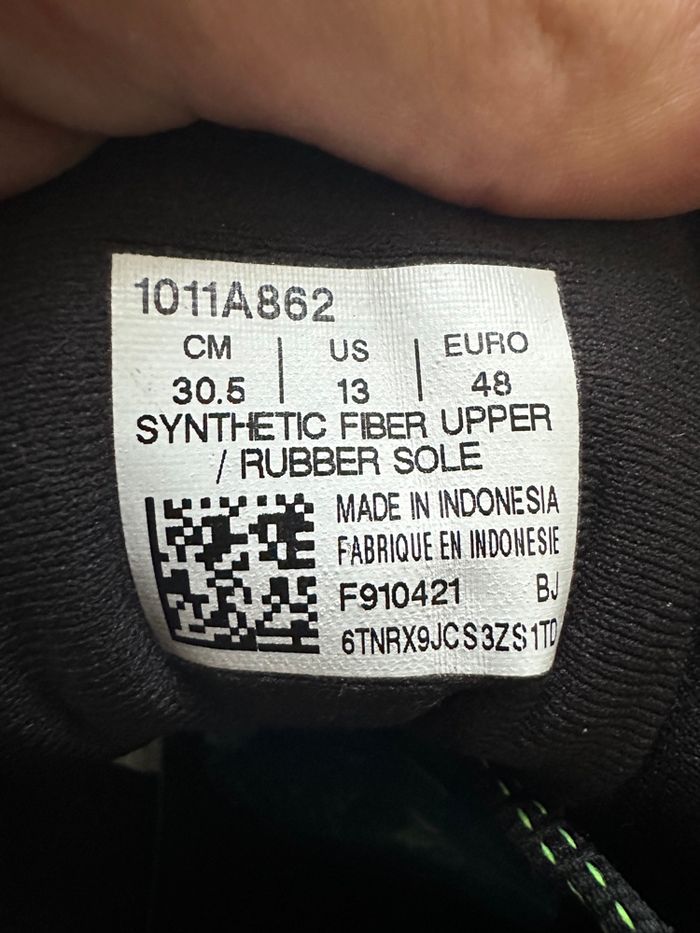 1011A862
CM | US | EURO
30.5 | 13 | 48
SYNTHETIC FIBER UPPER
/ RUBBER SOLE
MADE IN INDONESIA
FABRIQUE EN INDONESIE
F910421 BJ
6TNRX9JCS3ZS1TD